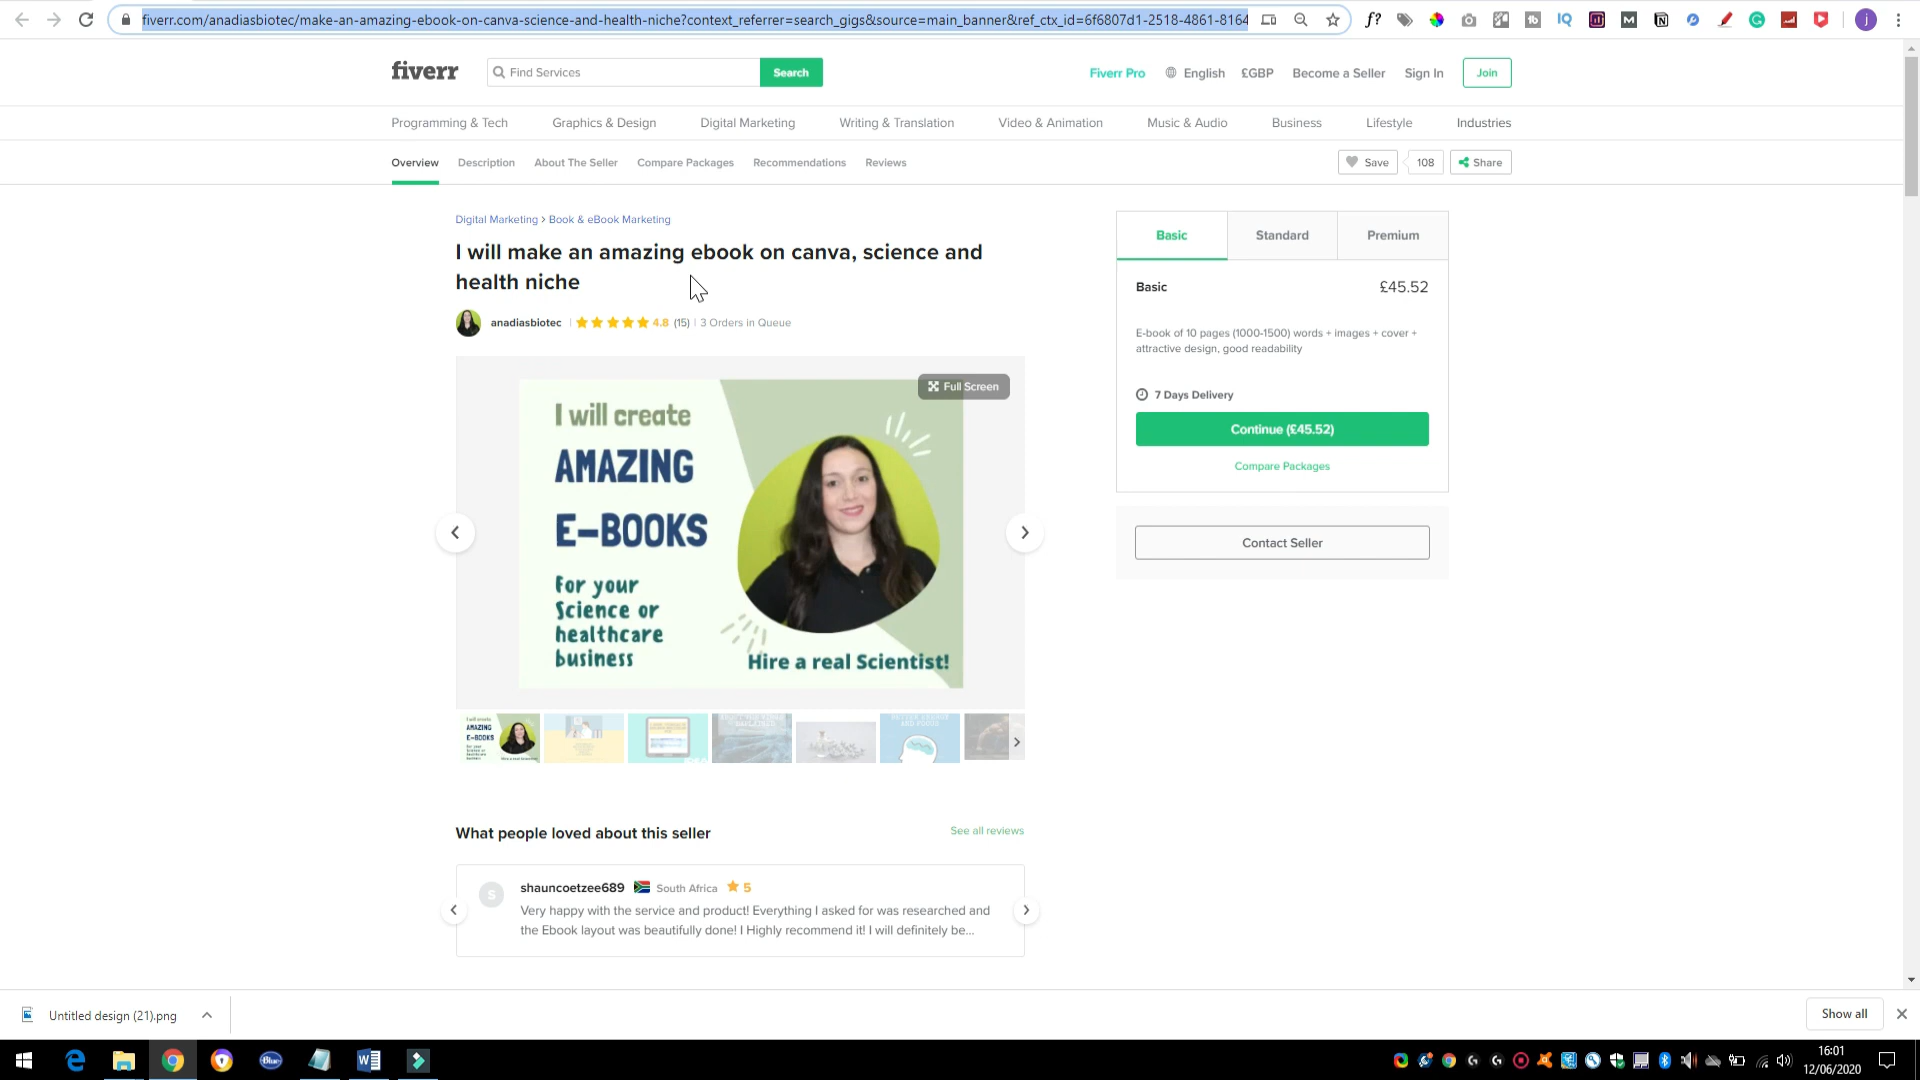 fiverr.com/anadiasbiotec/make-an-amazing-ebook-on-canva-science-and-health-niche?context_referrer=search_gigs&source=main_banner&ref_ctx_id=6f6807d1-2518-4861-8164
fiverr
Find Services
Search
Fiverr Pro
English
£GBP
Become a Seller
Sign In
Join
Programming & Tech
Graphics & Design
Digital Marketing
Writing & Translation
Video & Animation
Music & Audio
Business
Lifestyle
Industries
Overview
Description
About The Seller
Compare Packages
Recommendations
Reviews
Save
108
Share
Digital Marketing > Book & eBook Marketing
I will make an amazing ebook on canva, science and
health niche
anadiasbiotec
4.8 (15)
3 Orders in Queue
Full Screen
I will create
AMAZING
E-BOOKS
For your
Science or
healthcare
business
Hire a real Scientist!
Basic
Standard
Premium
Basic
£45.52
E-book of 10 pages (1000-1500) words + images + cover +
attractive design, good readability
7 Days Delivery
Continue (£45.52)
Compare Packages
Contact Seller
What people loved about this seller
See all reviews
S
shauncoetzee689
South Africa
5
Very happy with the service and product! Everything I asked for was researched and
the Ebook layout was beautifully done! I Highly recommend it! I will definitely be...
Untitled design (21).png
Show all
16:01
12/06/2020